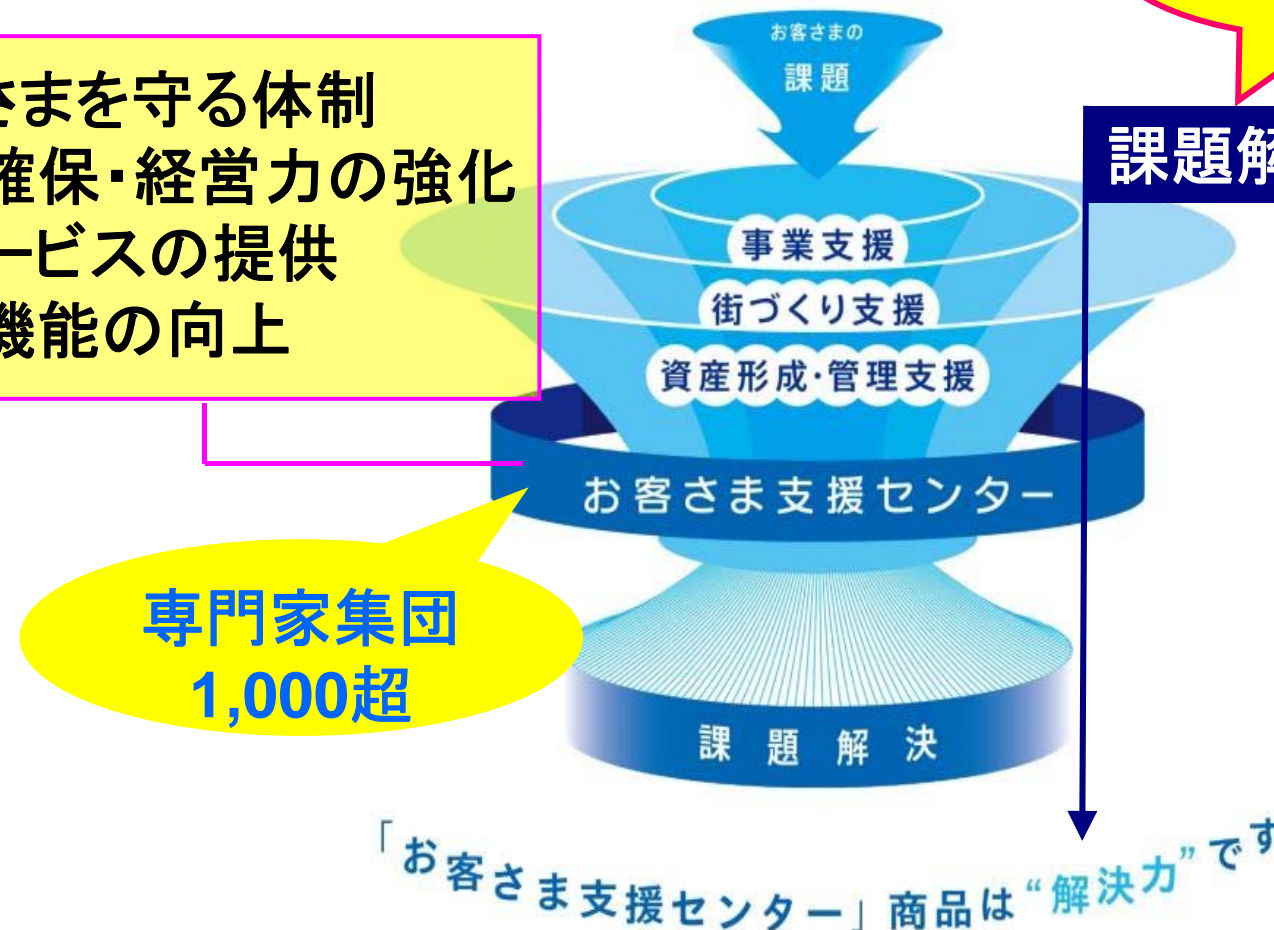 お客さまの
課題
さまを守る体制
確保・経営力の強化
ービスの提供
機能の向上
課題解
事業支援
街づくり支援
資産形成・管理支援
お客さま支援センター
専門家集団
1,000超
課題解決
「お客さま支援センター」商品は“解決力”です